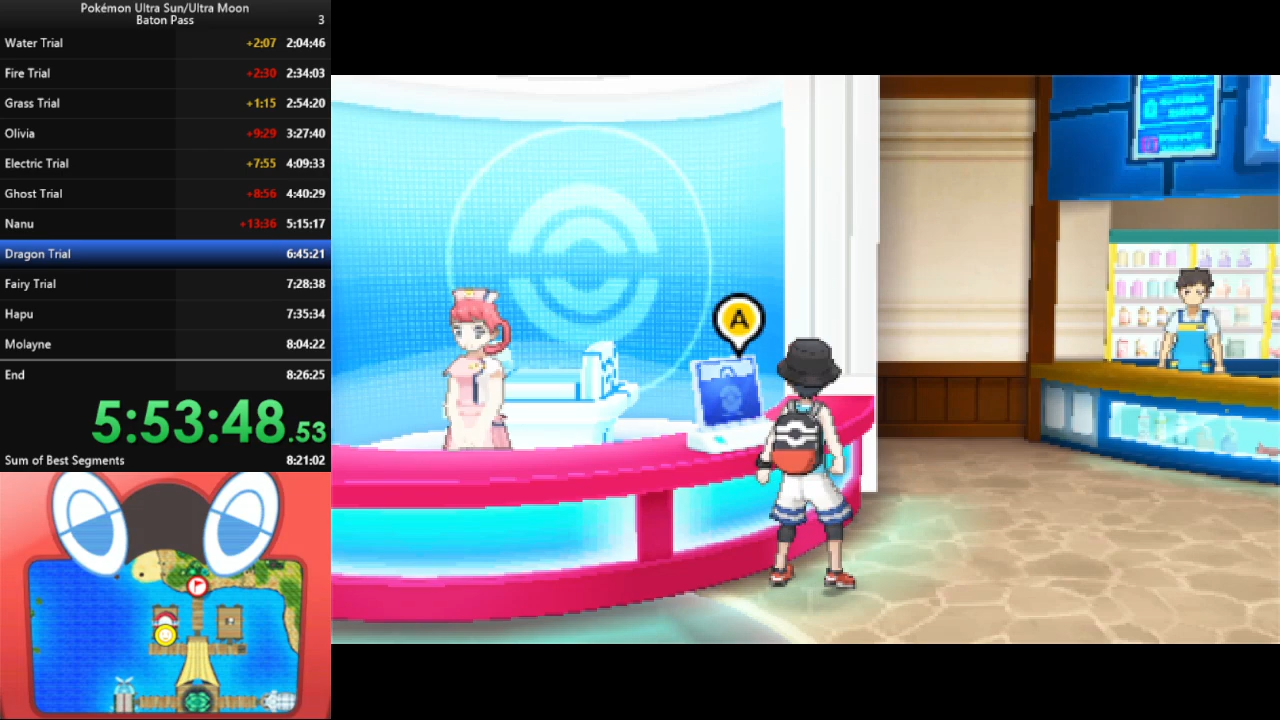 Pokémon Ultra Sun/Ultra Moon
Baton Pass
3
Water Trial +2:07 2:04:46
Fire Trial +2:30 2:34:03
Grass Trial +1:15 2:54:20
Olivia +9:29 3:27:40
Electric Trial +7:55 4:09:33
Ghost Trial +8:56 4:40:29
Nanu +13:36 5:15:17
Dragon Trial 6:45:21
Fairy Trial 7:28:38
Hapu 7:35:34
Molayne 8:04:22
End 8:26:25
5:53:48.53
Sum of Best Segments 8:21:02
A